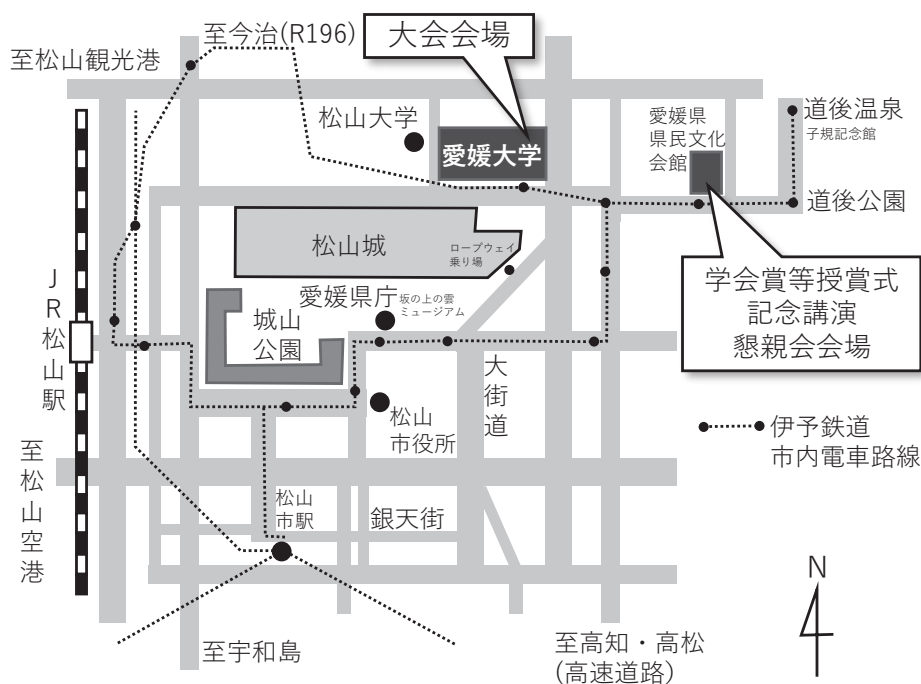 至今治(R196)
大会会場
至松山観光港
松山大学
愛媛大学
愛媛県
県民文化
会館
道後温泉
子規記念館
道後公園
松山城
ロープウェイ
乗り場
学会賞等授賞式
記念講演
懇親会会場
愛媛県庁
坂の上の雲
ミュージアム
城山
公園
JR松山駅
大街道
松山
市役所
伊予鉄道
市内電車路線
至松山空港
松山
市駅
銀天街
N
至宇和島
至高知・高松
(高速道路)